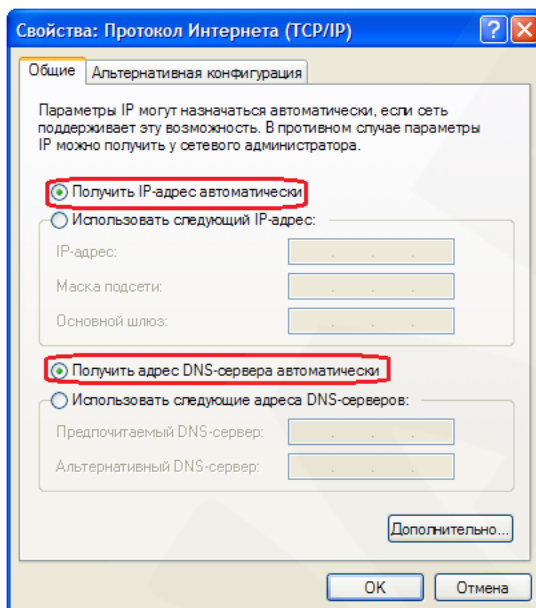 Свойства: Протокол Интернета (TCP/IP)
Общие
Альтернативная конфигурация
Параметры IP могут назначаться автоматически, если сеть
поддерживает эту возможность. В противном случае параметры
IP можно получить у сетевого администратора.
Получить IP-адрес автоматически
Использовать следующий IP-адрес:
IP-адрес:
Маска подсети:
Основной шлюз:
Получить адрес DNS-сервера автоматически
Использовать следующие адреса DNS-серверов:
Предпочитаемый DNS-сервер:
Альтернативный DNS-сервер:
Дополнительно...
OK
Отмена